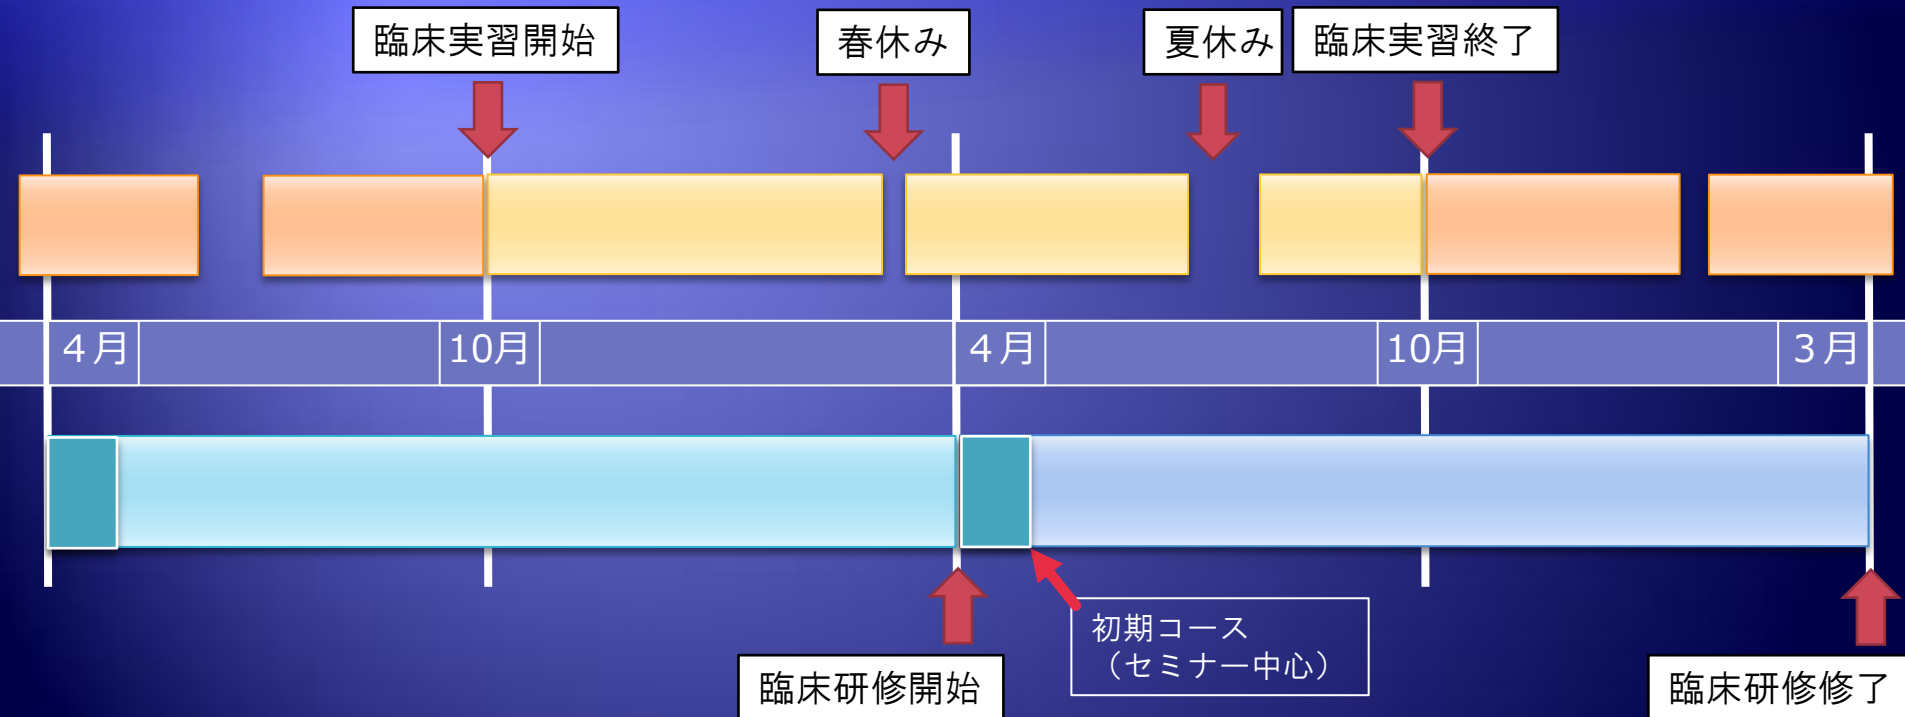 臨床実習開始
春休み
夏休み
臨床実習終了
４月
10月
４月
10月
３月
初期コース
（セミナー中心）
臨床研修開始
臨床研修修了